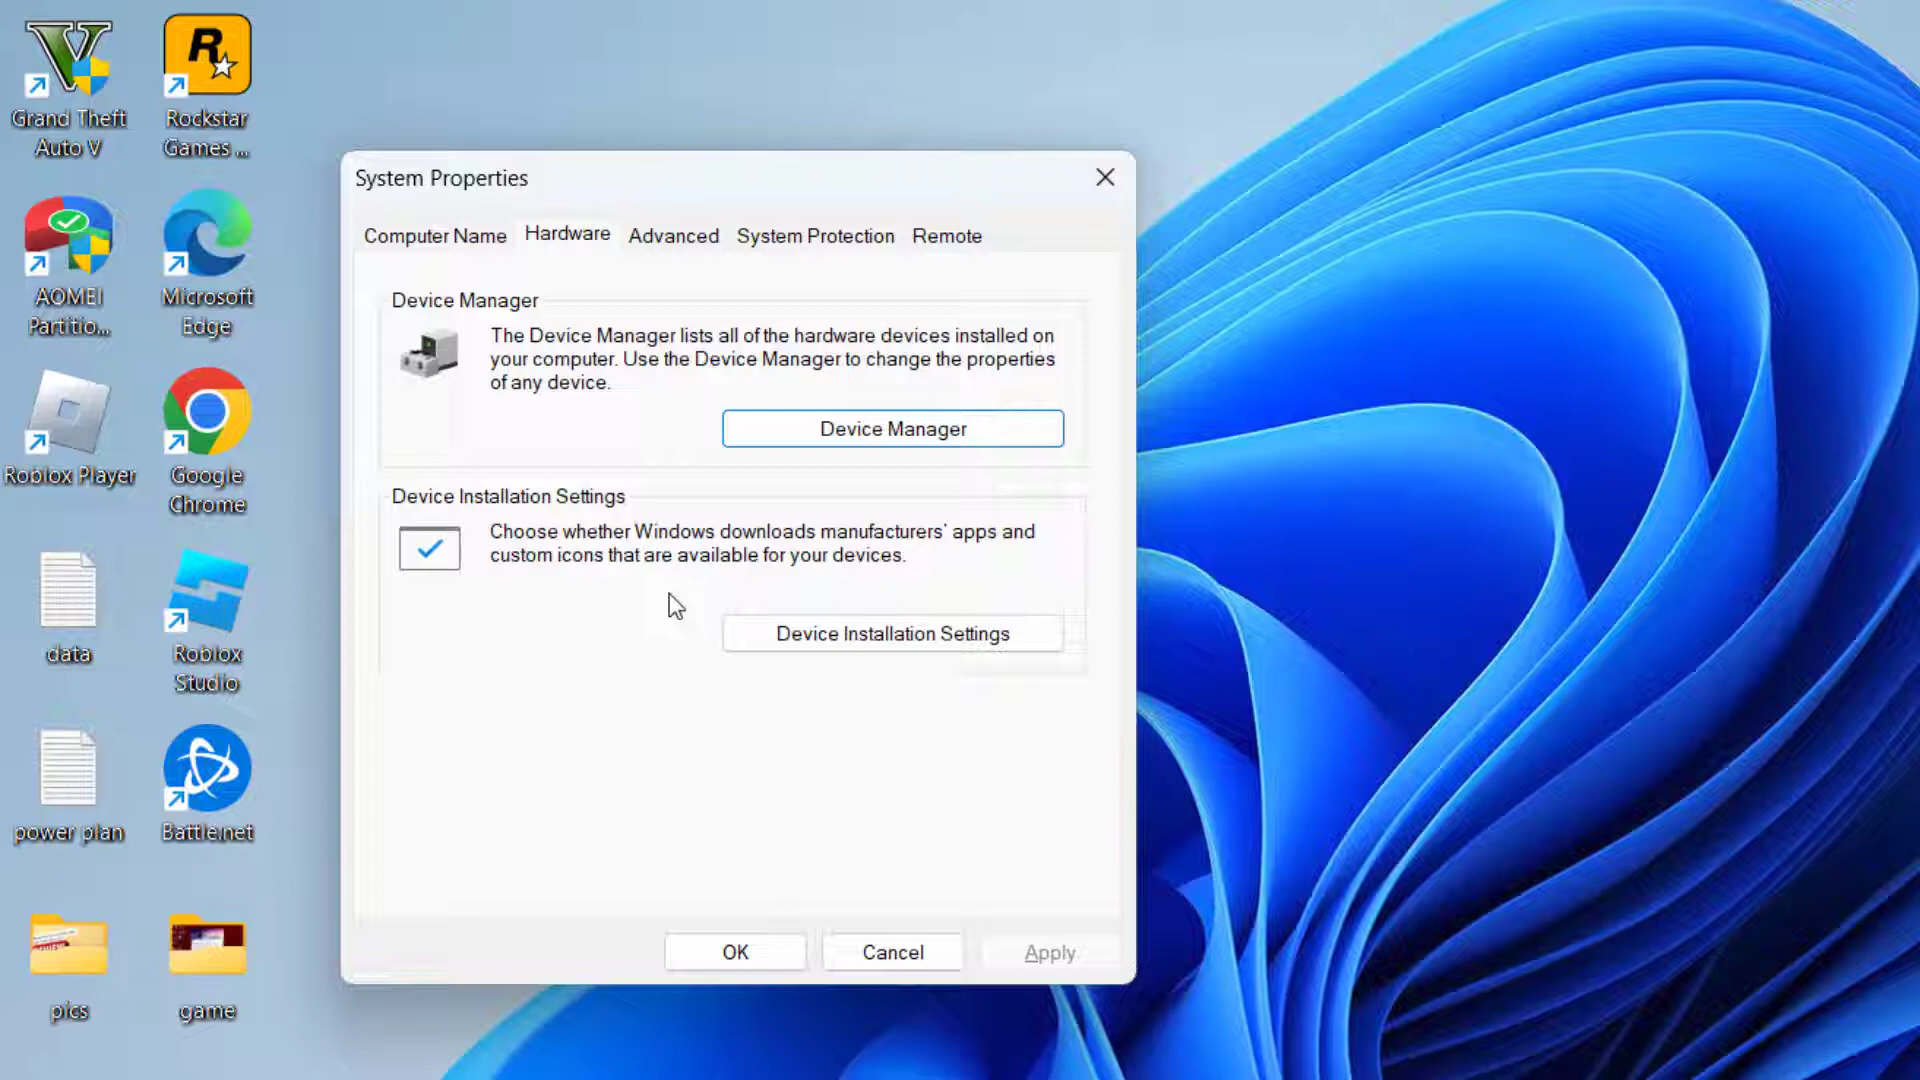 Grand Theft
Auto V
Rockstar
Games ...
AOMEI
Partitio...
Microsoft
Edge
Roblox Player
Google
Chrome
data
Roblox
Studio
power plan
Battle.net
pics
game
System Properties
Computer Name Hardware Advanced System Protection Remote
Device Manager
The Device Manager lists all of the hardware devices installed on
your computer. Use the Device Manager to change the properties
of any device.
Device Manager
Device Installation Settings
Choose whether Windows downloads manufacturers' apps and
custom icons that are available for your devices.
Device Installation Settings
OK Cancel Apply